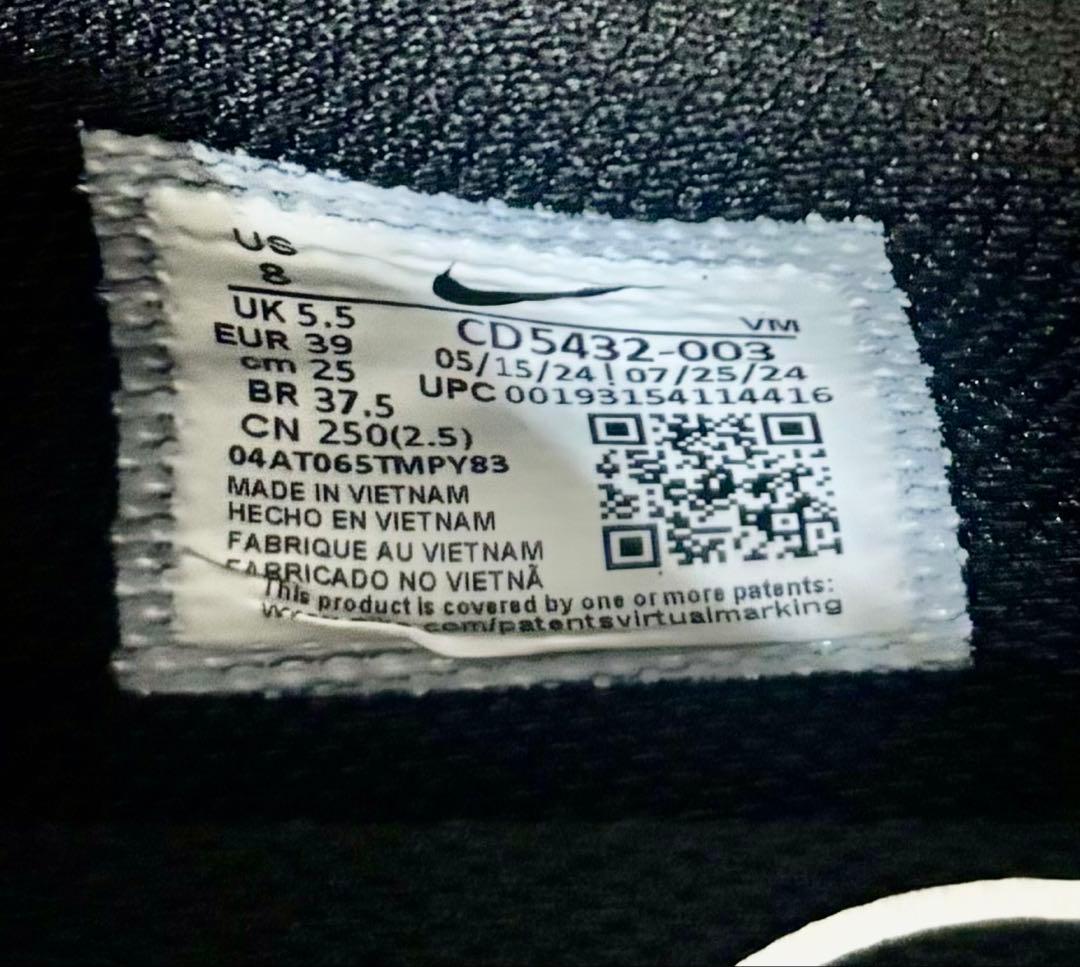 US
8
VM
UK 5.5
CD5432-003
EUR 39
05/15/24 | 07/25/24
cm 25
UPC 00193154114416
BR 37.5
CN 250(2.5)
04AT065TMPY83
MADE IN VIETNAM
HECHO EN VIETNAM
FABRIQUE AU VIETNAM
FABRICADO NO VIETNÃ
This product is covered by one or more patents:
.com/patentsvirtualmarking